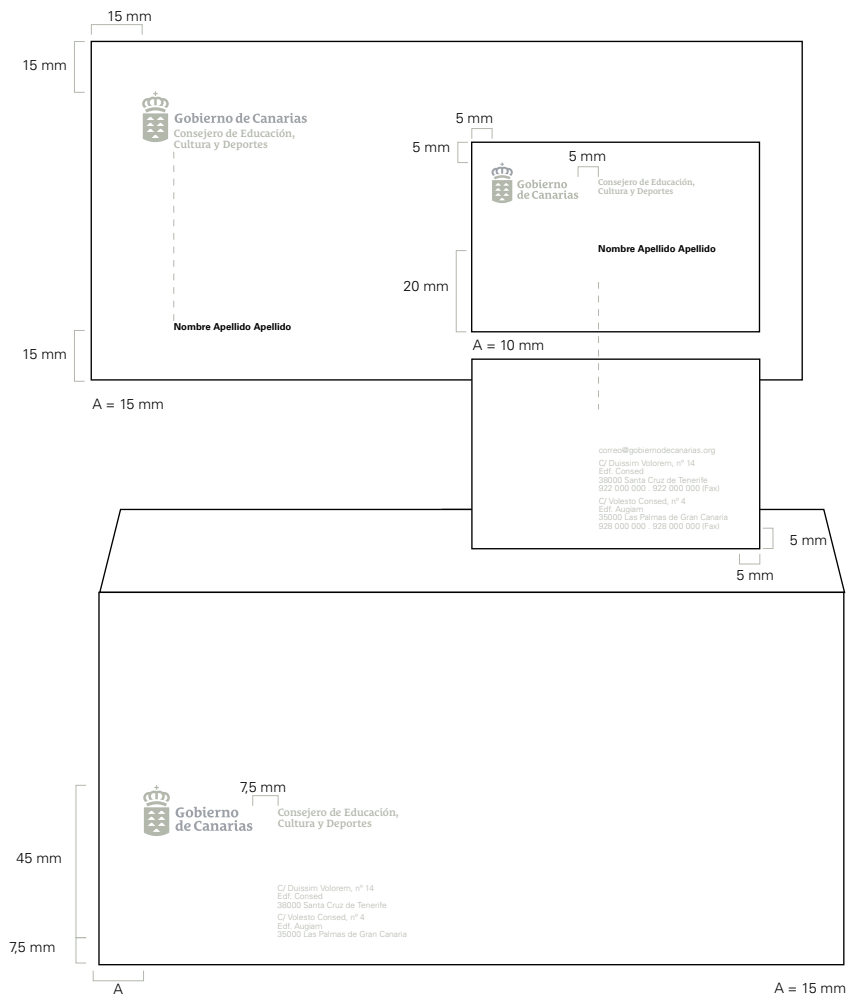 15 mm
15 mm
Gobierno de Canarias
Consejero de Educación,
Cultura y Deportes
Nombre Apellido Apellido
15 mm
A = 15 mm
5 mm
5 mm
5 mm
Gobierno
de Canarias
Consejero de Educación,
Cultura y Deportes
Nombre Apellido Apellido
20 mm
A = 10 mm
correo@gobiernodecanarias.org
C/ Duissim Volorem, nº 14
Edf. Consed
38000 Santa Cruz de Tenerife
922 000 000 . 922 000 000 (Fax)
C/ Volesto Consed, nº 4
Edf. Augiam
35000 Las Palmas de Gran Canaria
928 000 000 . 928 000 000 (Fax)
5 mm
5 mm
7,5 mm
Gobierno
de Canarias
Consejero de Educación,
Cultura y Deportes
45 mm
C/ Duissim Volorem, nº 14
Edf. Consed
38000 Santa Cruz de Tenerife
C/ Volesto Consed, nº 4
Edf. Augiam
35000 Las Palmas de Gran Canaria
7,5 mm
A
A = 15 mm